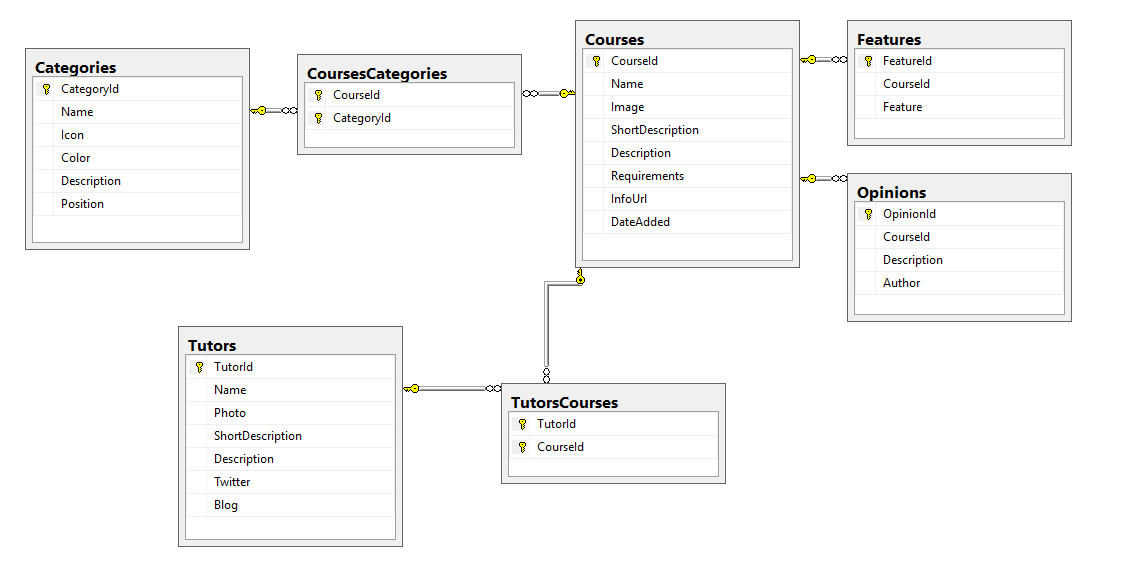 Categories
CategoryId
Name
Icon
Color
Description
Position
CoursesCategories
CourseId
CategoryId
Courses
CourseId
Name
Image
ShortDescription
Description
Requirements
InfoUrl
DateAdded
Features
FeatureId
CourseId
Feature
Opinions
OpinionId
CourseId
Description
Author
Tutors
TutorId
Name
Photo
ShortDescription
Description
Twitter
Blog
TutorsCourses
TutorId
CourseId